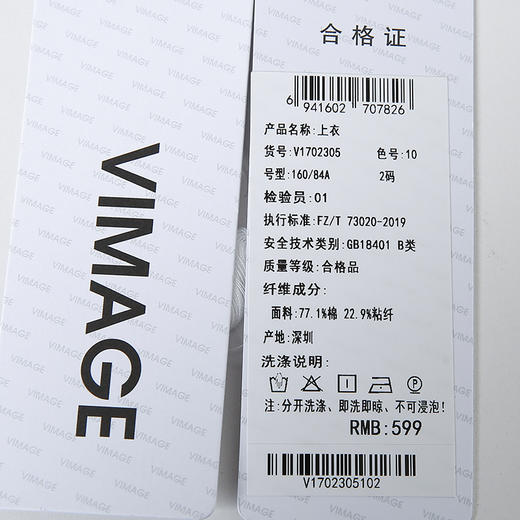 VIMAGE
合格证
6 941602 707826
产品名称:上衣
货号:V1702305 色号:10
号型:160/84A 2码
检验员:01
执行标准:FZ/T 73020-2019
安全技术类别:GB18401 B类
质量等级:合格品
纤维成分:
面料:77.1%棉 22.9%粘纤
产地:深圳
洗涤说明:
注:分开洗涤、即洗即晾、不可浸泡!
RMB:599
V1702305102